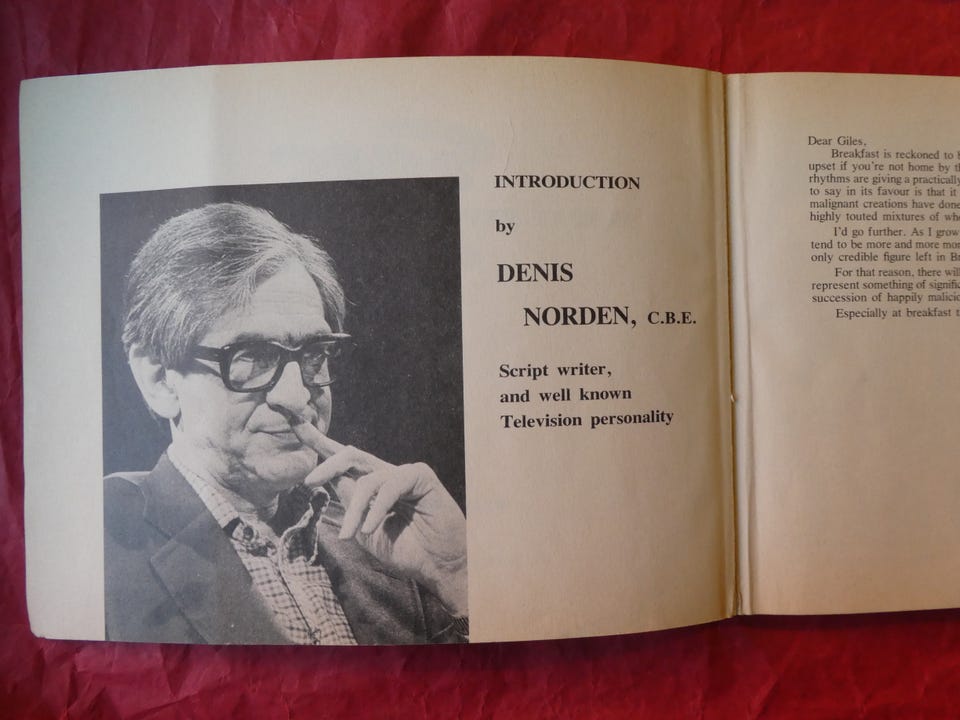 INTRODUCTION
by
DENIS
NORDEN, C.B.E.
Script writer,
and well known
Television personality
Dear Giles,
Breakfast is reckoned to
upset if you're not home by
rhythms are giving a practically
to say in its favour is that it
malignant creations have done
highly touted mixtures of
I'd go further. As I grow
tend to be more and more
only credible figure left in
For that reason, there will
represent something of
succession of happily
Especially at breakfast